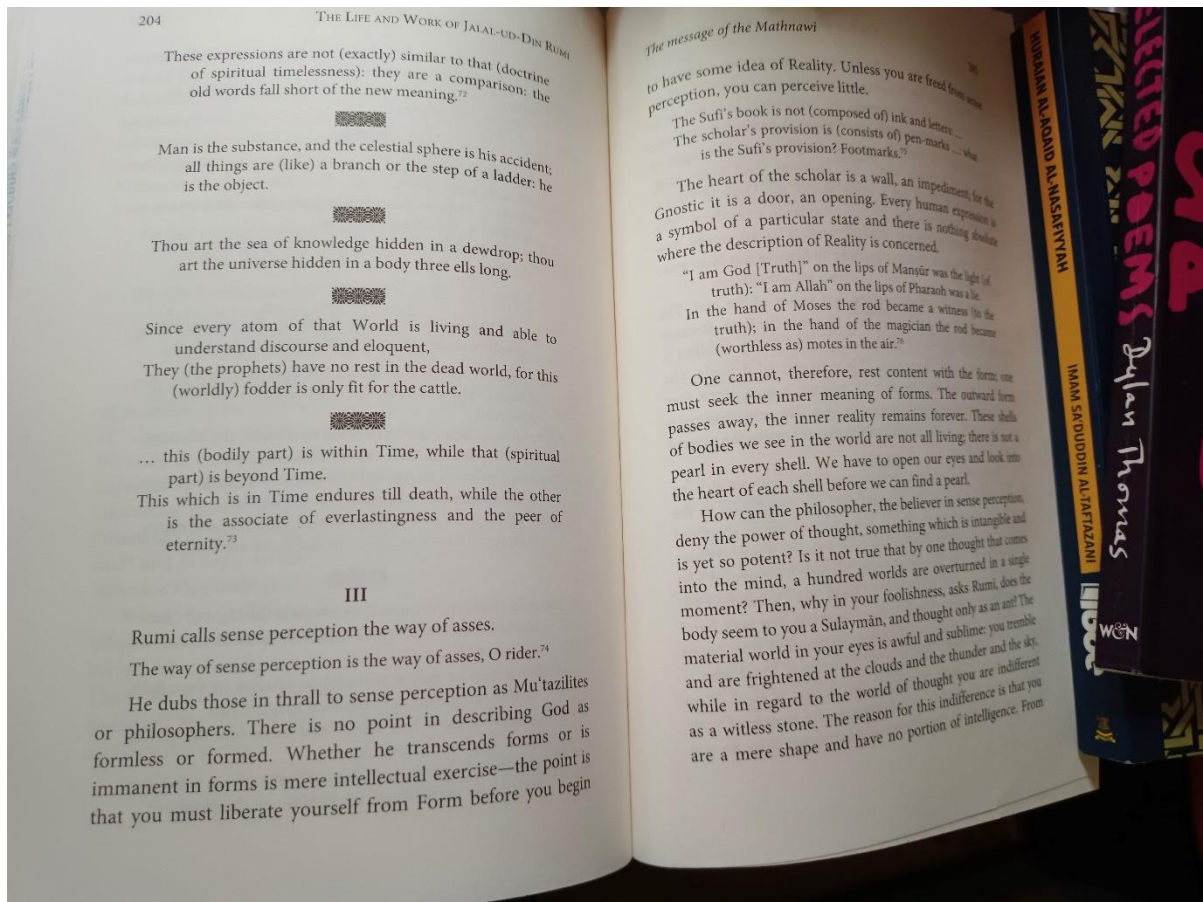 204
THE LIFE AND WORK OF JALAL-UD-DIN RUMI
These expressions are not (exactly) similar to that (doctrine
of spiritual timelessness): they are a comparison: the
old words fall short of the new meaning.72
Man is the substance, and the celestial sphere is his accident;
all things are (like) a branch or the step of a ladder: he
is the object.
Thou art the sea of knowledge hidden in a dewdrop; thou
art the universe hidden in a body three ells long.
Since every atom of that World is living and able to
understand discourse and eloquent,
They (the prophets) have no rest in the dead world, for this
(worldly) fodder is only fit for the cattle.
… this (bodily part) is within Time, while that (spiritual
part) is beyond Time.
This which is in Time endures till death, while the other
is the associate of everlastingness and the peer of
eternity.73
III
Rumi calls sense perception the way of asses.
The way of sense perception is the way of asses, O rider.74
He dubs those in thrall to sense perception as Mu‘tazilites
or philosophers. There is no point in describing God as
formless or formed. Whether he transcends forms or is
immanent in forms is mere intellectual exercise—the point is
that you must liberate yourself from Form before you begin
The message of the Mathnawi
to have some idea of Reality. Unless you are freed from sense
perception, you can perceive little.
The Sufi's book is not (composed of) ink and letters …
The scholar's provision is (consists of) pen-marks … what
is the Sufi's provision? Footmarks.75
The heart of the scholar is a wall, an impediment; for the
Gnostic it is a door, an opening. Every human expression is
a symbol of a particular state and there is nothing absolute
where the description of Reality is concerned.
“I am God [Truth]” on the lips of Manṣūr was the light (of
truth): “I am Allah” on the lips of Pharaoh was a lie.
In the hand of Moses the rod became a witness (to the
truth); in the hand of the magician the rod became
(worthless as) motes in the air.76
One cannot, therefore, rest content with the form; one
must seek the inner meaning of forms. The outward form
passes away, the inner reality remains forever. These shells
of bodies we see in the world are not all living; there is not a
pearl in every shell. We have to open our eyes and look into
the heart of each shell before we can find a pearl.
How can the philosopher, the believer in sense perception,
deny the power of thought, something which is intangible and
is yet so potent? Is it not true that by one thought that comes
into the mind, a hundred worlds are overturned in a single
moment? Then, why in your foolishness, asks Rumi, does the
body seem to you a Sulaymān, and thought only as an ant? The
material world in your eyes is awful and sublime: you tremble
and are frightened at the clouds and the thunder and the sky,
while in regard to the world of thought you are indifferent
as a witless stone. The reason for this indifference is that you
are a mere shape and have no portion of intelligence. From
HURAIAN AL-AQAID AL-NASAFIYYAH
IMAM SA'DUDDIN AL-TAFTAZANI
ELECTED POEMS Dylan Thomas
W&N